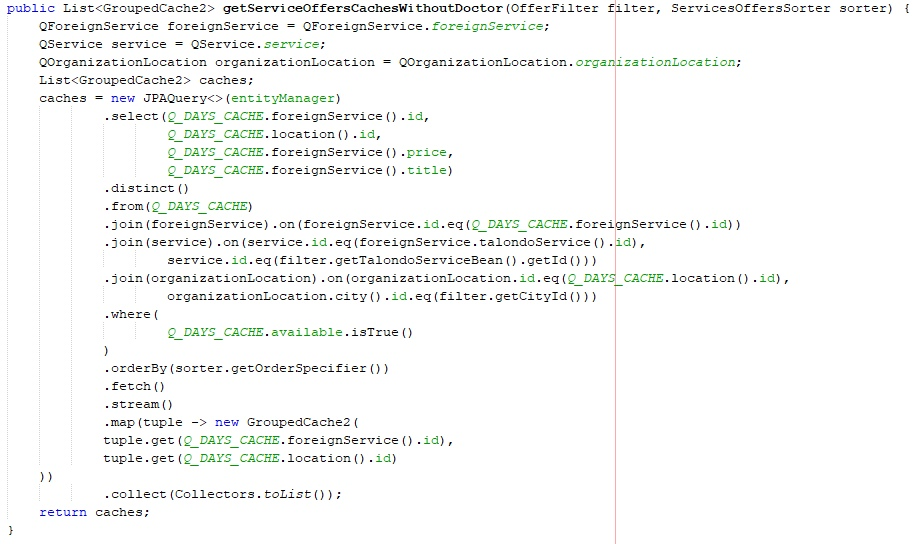 public List<GroupedCache2> getServiceOffersCachesWithoutDoctor(OfferFilter filter, ServicesOffersSorter sorter) {
    QForeignService foreignService = QForeignService.foreignService;
    QService service = QService.service;
    QOrganizationLocation organizationLocation = QOrganizationLocation.organizationLocation;
    List<GroupedCache2> caches;
    caches = new JPAQuery<>(entityManager)
            .select(Q_DAYS_CACHE.foreignService().id,
                    Q_DAYS_CACHE.location().id,
                    Q_DAYS_CACHE.foreignService().price,
                    Q_DAYS_CACHE.foreignService().title)
            .distinct()
            .from(Q_DAYS_CACHE)
            .join(foreignService).on(foreignService.id.eq(Q_DAYS_CACHE.foreignService().id))
            .join(service).on(service.id.eq(foreignService.talondoService().id),
                    service.id.eq(filter.getTalondoServiceBean().getId()))
            .join(organizationLocation).on(organizationLocation.id.eq(Q_DAYS_CACHE.location().id),
                    organizationLocation.city().id.eq(filter.getCityId()))
            .where(
                    Q_DAYS_CACHE.available.isTrue()
            )
            .orderBy(sorter.getOrderSpecifier())
            .fetch()
            .stream()
            .map(tuple -> new GroupedCache2(
            tuple.get(Q_DAYS_CACHE.foreignService().id),
            tuple.get(Q_DAYS_CACHE.location().id)
    ))
            .collect(Collectors.toList());
    return caches;
}